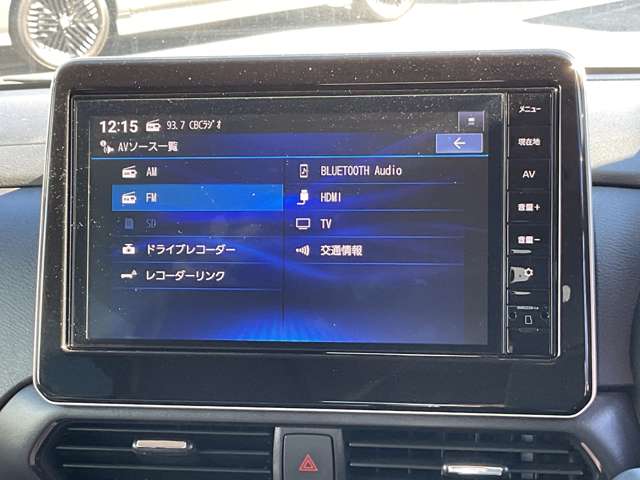 12:15 93.7 CBCﾗｼﾞｵ
AVソース一覧
AM
FM
SD
ドライブレコーダー
レコーダーリンク
BLUETOOTH Audio
HDMI
TV
交通情報
メニュー
現在地
AV
音量+
音量-